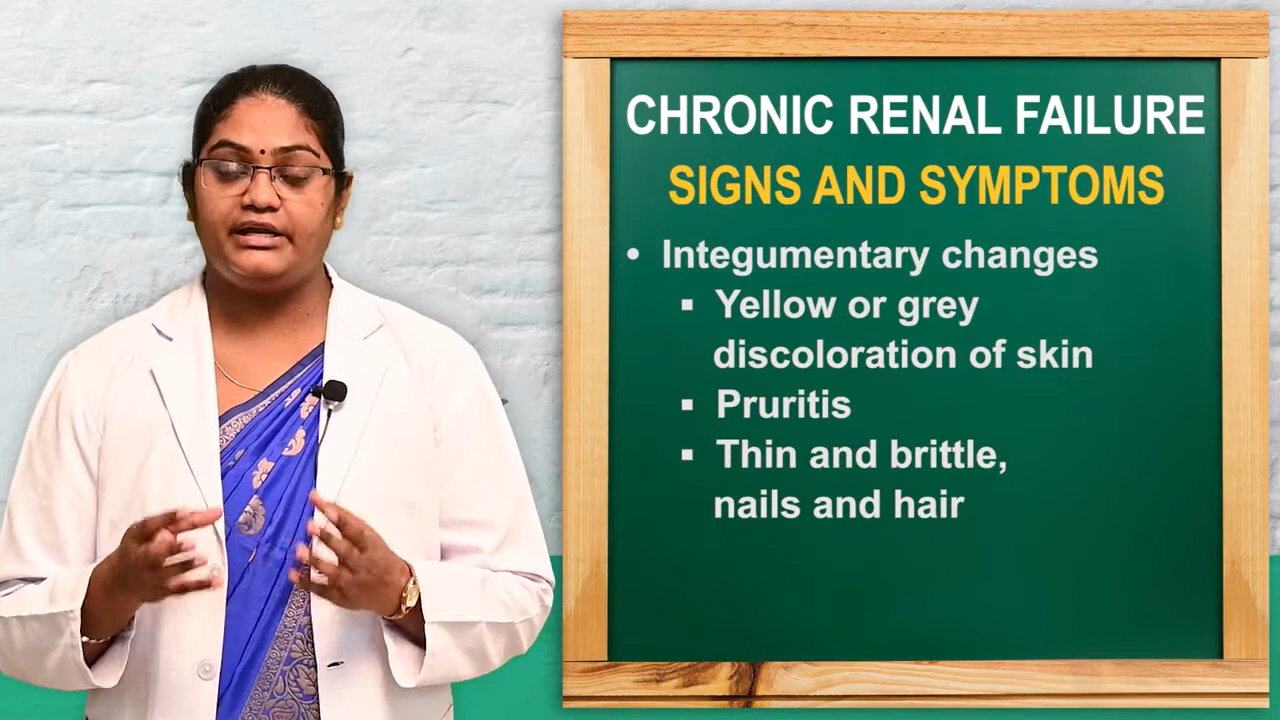 CHRONIC RENAL FAILURE
SIGNS AND SYMPTOMS
• Integumentary changes
▪ Yellow or grey
discoloration of skin
▪ Pruritis
▪ Thin and brittle,
nails and hair